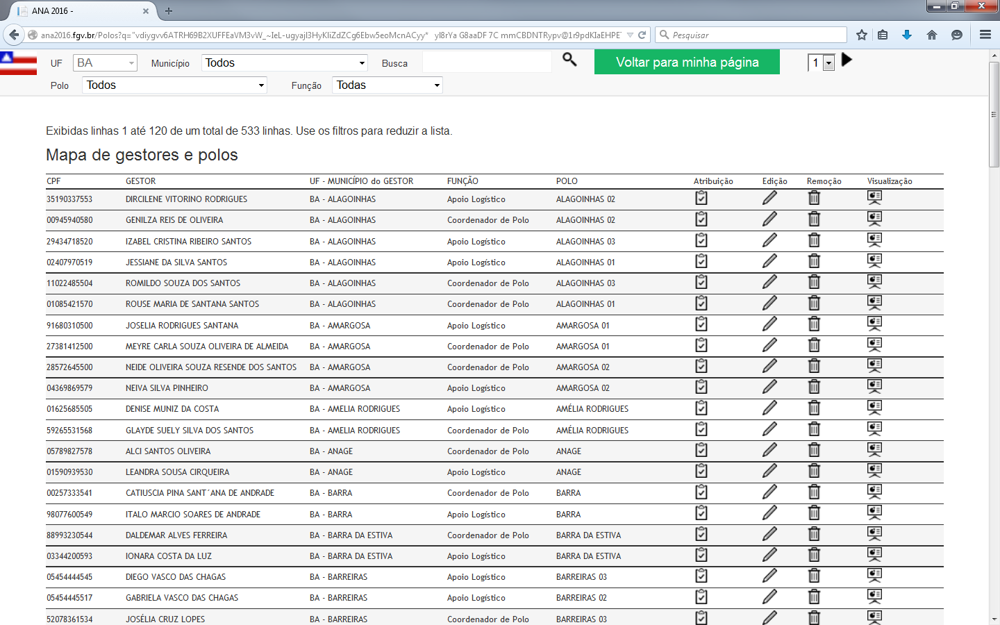 ANA 2016 -
ana2016.fgv.br/Polos?q="vdiygvv6ATRH69B2XUFFEaVM3vW_~IeL-ugyajI3HyKIiZdZCg6Ebw5eoMcnACyy*
Pesquisar
UF BA Município Todos Busca Voltar para minha página 1
Polo Todos Função Todas
Exibidas linhas 1 até 120 de um total de 533 linhas. Use os filtros para reduzir a lista.
Mapa de gestores e polos
CPF GESTOR UF - MUNICÍPIO do GESTOR FUNÇÃO POLO Atribuição Edição Remoção Visualização
35190337553 DIRCILENE VITORINO RODRIGUES BA - ALAGOINHAS Apoio Logístico ALAGOINHAS 02
00945940580 GENILZA REIS DE OLIVEIRA BA - ALAGOINHAS Coordenador de Polo ALAGOINHAS 02
29434718520 IZABEL CRISTINA RIBEIRO SANTOS BA - ALAGOINHAS Apoio Logístico ALAGOINHAS 03
02407970519 JESSIANE DA SILVA SANTOS BA - ALAGOINHAS Apoio Logístico ALAGOINHAS 01
11022485504 ROMILDO SOUZA DOS SANTOS BA - ALAGOINHAS Coordenador de Polo ALAGOINHAS 03
01085421570 ROUSE MARIA DE SANTANA SANTOS BA - ALAGOINHAS Coordenador de Polo ALAGOINHAS 01
91680310500 JOSELIA RODRIGUES SANTANA BA - AMARGOSA Apoio Logístico AMARGOSA 01
27381412500 MEYRE CARLA SOUZA OLIVEIRA DE ALMEIDA BA - AMARGOSA Coordenador de Polo AMARGOSA 01
28572645500 NEIDE OLIVEIRA SOUZA RESENDE DOS SANTOS BA - AMARGOSA Coordenador de Polo AMARGOSA 02
04369869579 NEIVA SILVA PINHEIRO BA - AMARGOSA Apoio Logístico AMARGOSA 02
01625685505 DENISE MUNIZ DA COSTA BA - AMELIA RODRIGUES Apoio Logístico AMÉLIA RODRIGUES
59265531568 GLAYDE SUELY SILVA DOS SANTOS BA - AMELIA RODRIGUES Coordenador de Polo AMÉLIA RODRIGUES
05789827578 ALCI SANTOS OLIVEIRA BA - ANAGE Coordenador de Polo ANAGE
01590939530 LEANDRA SOUSA CIRQUEIRA BA - ANAGE Apoio Logístico ANAGE
00257333541 CATIUSCIA PINA SANT´ANA DE ANDRADE BA - BARRA Coordenador de Polo BARRA
98077600549 ITALO MARCIO SOARES DE ANDRADE BA - BARRA Apoio Logístico BARRA
88993230544 DALDEMAR ALVES FERREIRA BA - BARRA DA ESTIVA Coordenador de Polo BARRA DA ESTIVA
03344200593 IONARA COSTA DA LUZ BA - BARRA DA ESTIVA Apoio Logístico BARRA DA ESTIVA
05454444545 DIEGO VASCO DAS CHAGAS BA - BARREIRAS Apoio Logístico BARREIRAS 03
05454445517 GABRIELA VASCO DAS CHAGAS BA - BARREIRAS Apoio Logístico BARREIRAS 02
52078361534 JOSÉLIA CRUZ LOPES BA - BARREIRAS Coordenador de Polo BARREIRAS 03